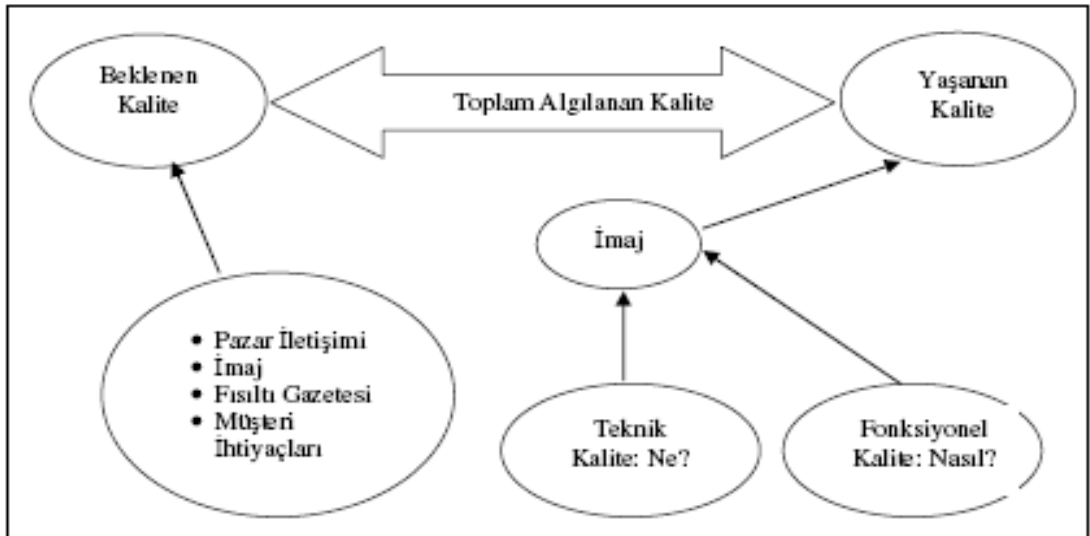 Beklenen
Kalite
Toplam Algılanan Kalite
Yaşanan
Kalite
İmaj
• Pazar İletişimi
• İmaj
• Fısıltı Gazetesi
• Müşteri
İhtiyaçları
Teknik
Kalite: Ne?
Fonksiyonel
Kalite: Nasıl?